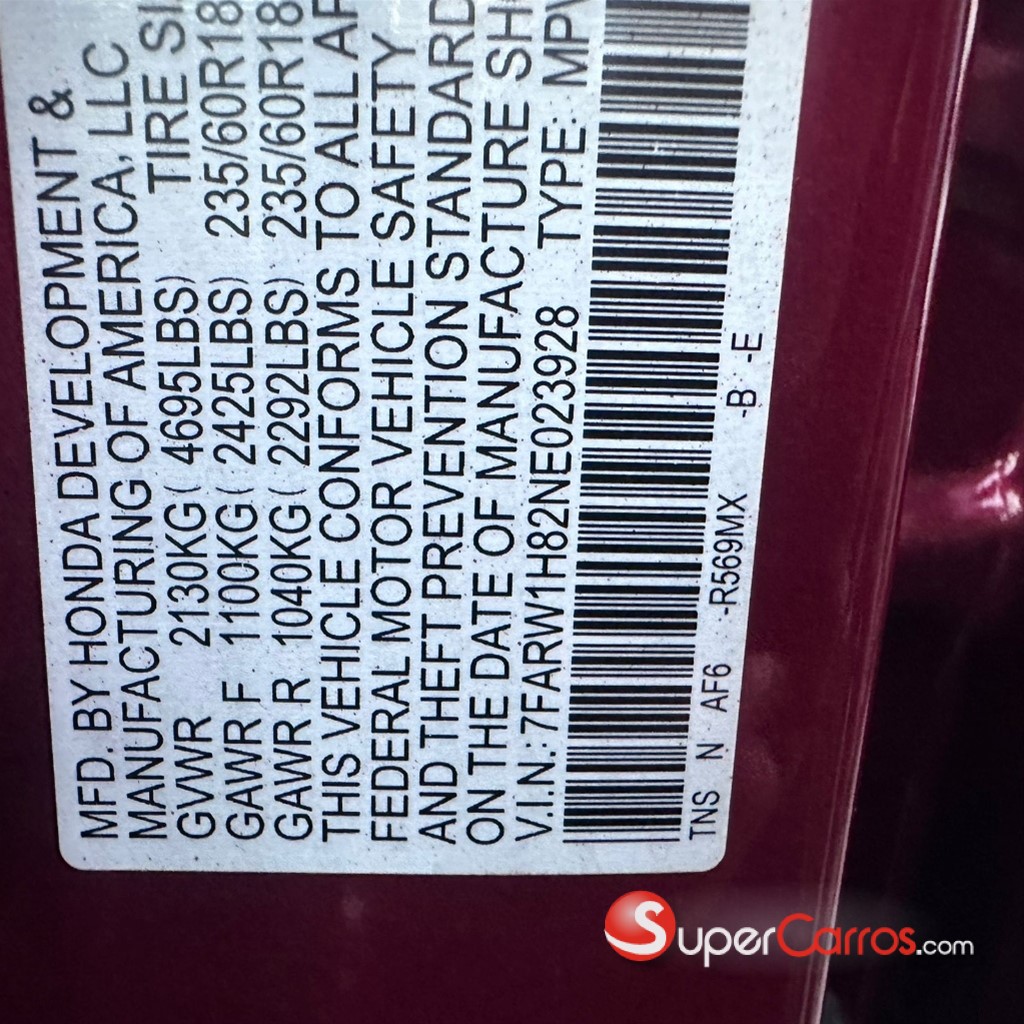 MFD. BY HONDA DEVELOPMENT &
MANUFACTURING OF AMERICA, LLC
TIRE SI
GVWR 2130KG( 4695LBS) 235/60R18
GAWR F 1100KG( 2425LBS) 235/60R18
GAWR R 1040KG( 2292LBS)
THIS VEHICLE CONFORMS TO ALL AF
FEDERAL MOTOR VEHICLE SAFETY
AND THEFT PREVENTION STANDARD
ON THE DATE OF MANUFACTURE SH
V.I.N.: 7FARW1H82NE023928 TYPE: MPV
TNS N AF6 -R569MX -B -E
SuperCarros.com